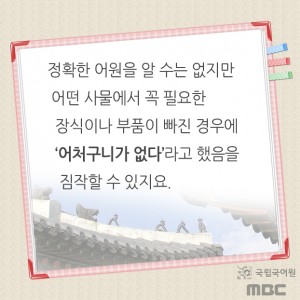 정확한 어원을 알 수는 없지만
어떤 사물에서 꼭 필요한
장식이나 부품이 빠진 경우에
‘어처구니가 없다’라고 했음을
짐작할 수 있지요.
국립국어원
MBC